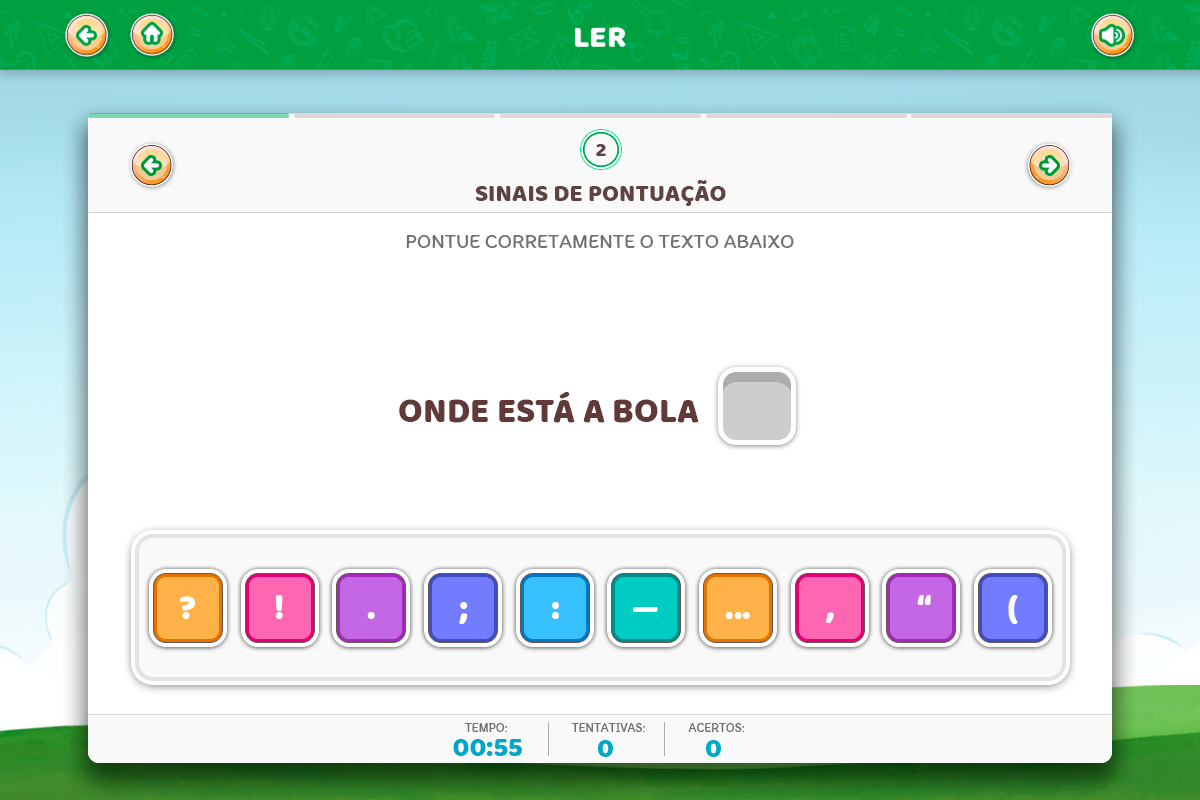 LER
2
SINAIS DE PONTUAÇÃO
PONTUE CORRETAMENTE O TEXTO ABAIXO
ONDE ESTÁ A BOLA
? ! . ; : — ... , “ (
TEMPO: TENTATIVAS: ACERTOS:
00:55 0 0